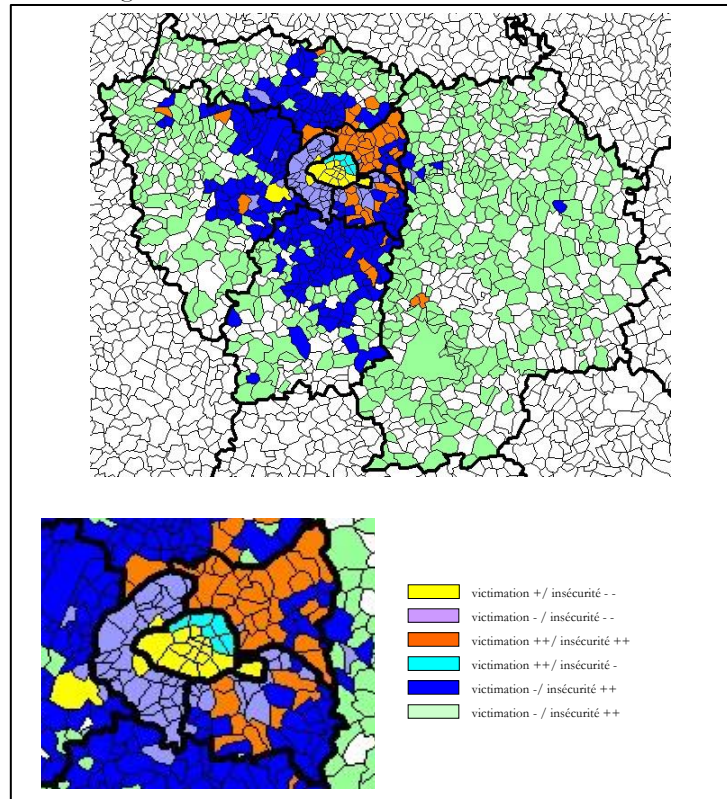 victimation +/ insécurité - -
victimation - / insécurité - -
victimation ++/ insécurité ++
victimation ++/ insécurité -
victimation -/ insécurité ++
victimation - / insécurité ++